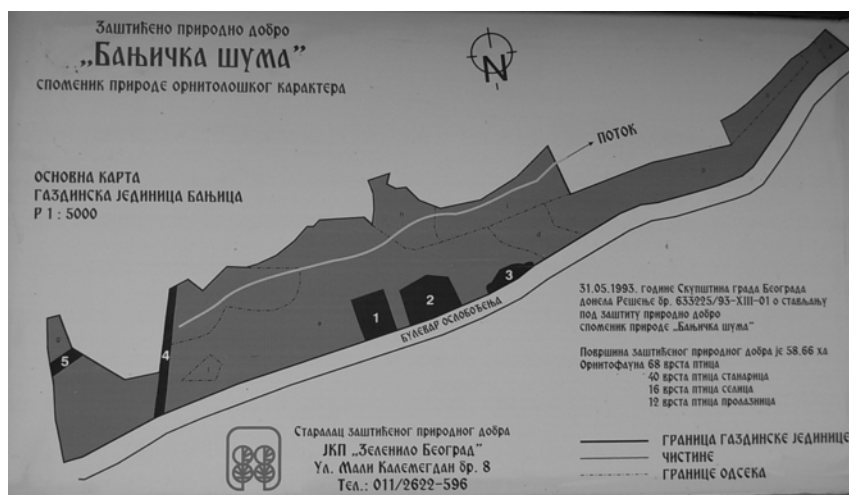 Заштићено природно добро
„Бањичка шума”
споменик природе орнитолошког карактера
N
ПОТОК
ОСНОВНА КАРТА
ГАЗДИНСКА ЈЕДИНИЦА БАЊИЦА
Р 1 : 5000
1
2
3
4
5
БУЛЕВАР ОСЛОБОЂЕЊА
31.05.1993. године Скупштина града Београда
донела Решење бр. 633225/93-XIII-01 о стављању
под заштиту природно добро
споменик природе „Бањичка шума”
Површина заштићеног природног добра је 58,66 ха
Орнитофауна 68 врста птица
40 врста птица станарица
16 врста птица селица
12 врста птица пролазница
Старалац заштићеног природног добра
ЈКП „Зеленило Београд”
Ул. Мали Калемегдан бр. 8
Тел.: 011/2622-596
ГРАНИЦА ГАЗДИНСКЕ ЈЕДИНИЦЕ
ЧИСТИНЕ
ГРАНИЦЕ ОДСЕКА